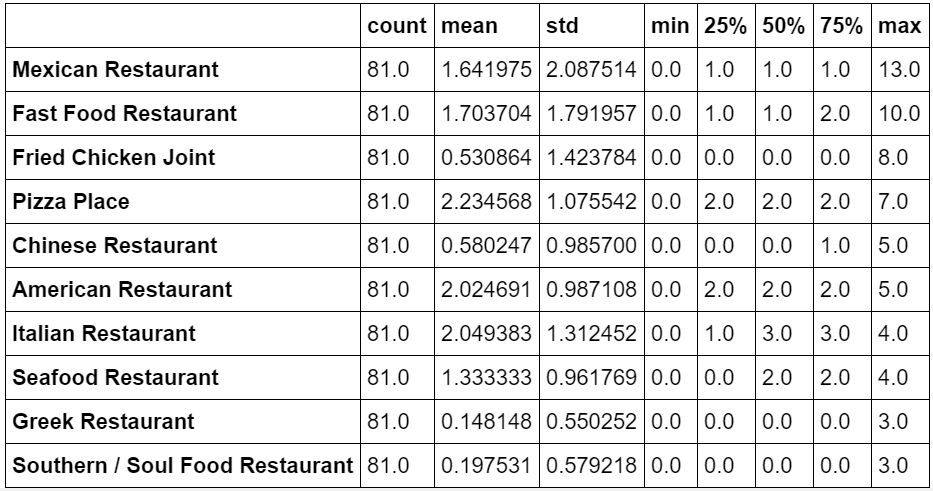 count mean std min 25% 50% 75% max
Mexican Restaurant 81.0 1.641975 2.087514 0.0 1.0 1.0 1.0 13.0
Fast Food Restaurant 81.0 1.703704 1.791957 0.0 1.0 1.0 2.0 10.0
Fried Chicken Joint 81.0 0.530864 1.423784 0.0 0.0 0.0 0.0 8.0
Pizza Place 81.0 2.234568 1.075542 0.0 2.0 2.0 2.0 7.0
Chinese Restaurant 81.0 0.580247 0.985700 0.0 0.0 0.0 1.0 5.0
American Restaurant 81.0 2.024691 0.987108 0.0 2.0 2.0 2.0 5.0
Italian Restaurant 81.0 2.049383 1.312452 0.0 1.0 3.0 3.0 4.0
Seafood Restaurant 81.0 1.333333 0.961769 0.0 0.0 2.0 2.0 4.0
Greek Restaurant 81.0 0.148148 0.550252 0.0 0.0 0.0 0.0 3.0
Southern / Soul Food Restaurant 81.0 0.197531 0.579218 0.0 0.0 0.0 0.0 3.0